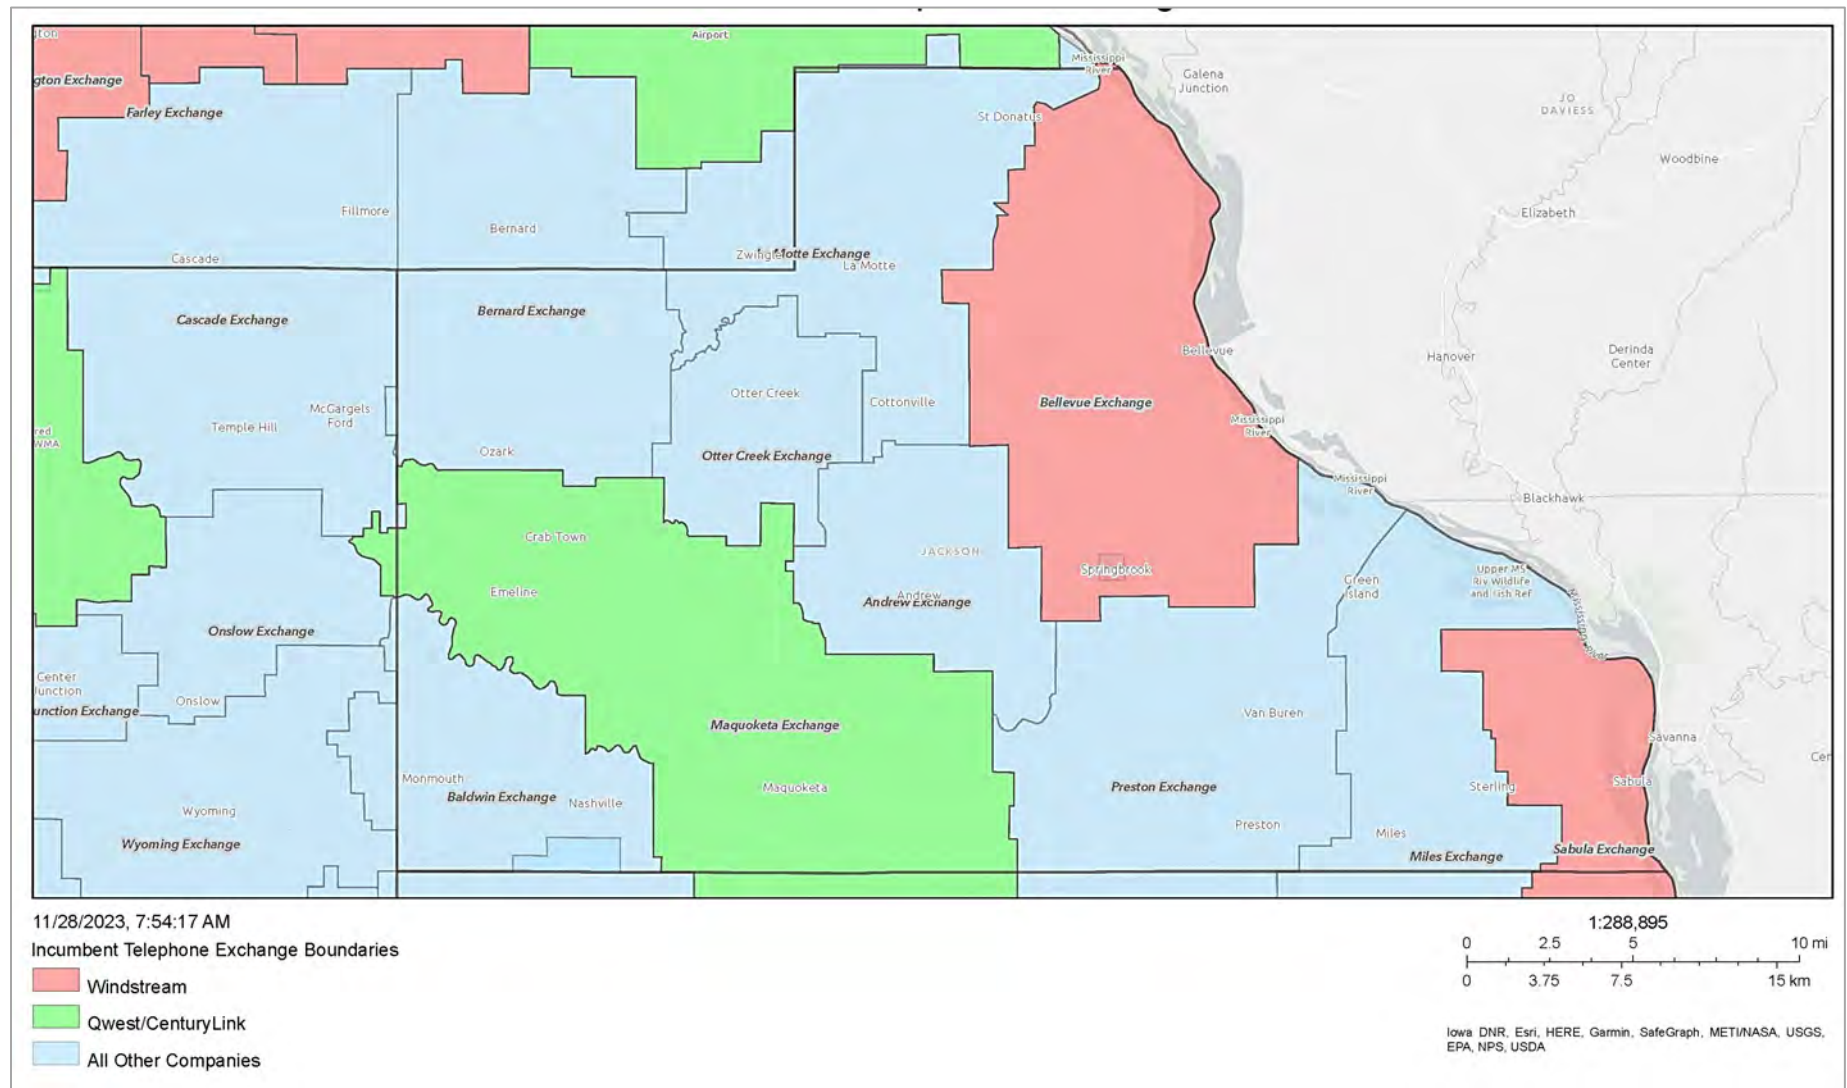 Airport
Mississippi
River
Galena
Junction
gton Exchange
JO
DAVIESS
Farley Exchange
St Donatus
Woodbine
Fillmore
Elizabeth
Bernard
Cascade
Zwingle
Motte Exchange
La Motte
Cascade Exchange
Bernard Exchange
Bellevue
Hanover
Derinda
Center
Otter Creek
Cottonville
Bellevue Exchange
McGargels
Ford
Temple Hill
Mississippi
River
red
WMA
Ozark
Otter Creek Exchange
Mississippi
River
Blackhawk
Crab Town
JACKSON
Springbrook
Green
Island
Upper MS
Riv Wildlife
and Fish Ref
Emeline
Andrew
Andrew Exchange
Mississippi River
Onslow Exchange
Center
Junction
Onslow
unction Exchange
Van Buren
Maquoketa Exchange
Savanna
Cer
Monmouth
Baldwin Exchange
Nashville
Maquoketa
Preston Exchange
Sterling
Sabula
Wyoming
Preston
Miles
Wyoming Exchange
Miles Exchange
Sabula Exchange
11/28/2023, 7:54:17 AM
Incumbent Telephone Exchange Boundaries
Windstream
Qwest/CenturyLink
All Other Companies
1:288,895
0 2.5 5 10 mi
0 3.75 7.5 15 km
Iowa DNR, Esri, HERE, Garmin, SafeGraph, METI/NASA, USGS,
EPA, NPS, USDA